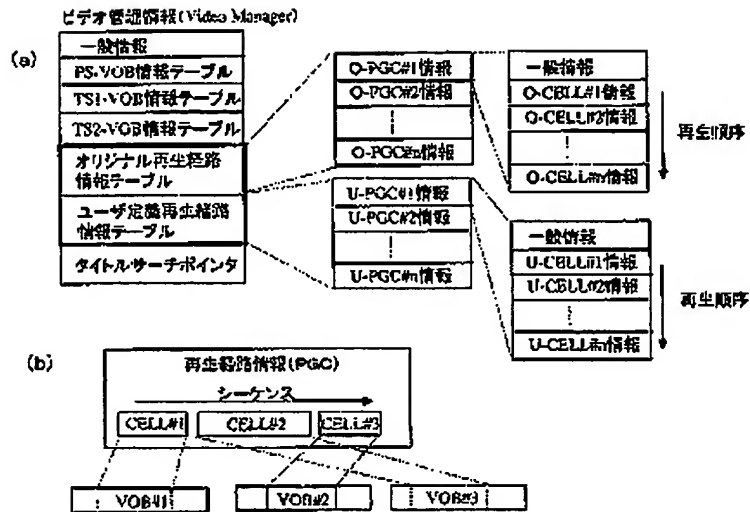 ビデオ管理情報(Video Manager)
(a)
一般情報
PS-VOB情報テーブル
TS1-VOB情報テーブル
TS2-VOB情報テーブル
オリジナル再生経路
情報テーブル
ユーザ定義再生経路
情報テーブル
タイトルサーチポインタ
O-PGC#1情報
O-PGC#2情報
O-PGC#n情報
U-PGC#1情報
U-PGC#2情報
U-PGC#n情報
一般情報
O-CELL#1情報
O-CELL#2情報
O-CELL#m情報
再生順序
一般情報
U-CELL#1情報
U-CELL#2情報
U-CELL#m情報
再生順序
(b)
再生経路情報(PGC)
シーケンス
CELL#1
CELL#2
CELL#3
VOB#1
VOB#2
VOB#3